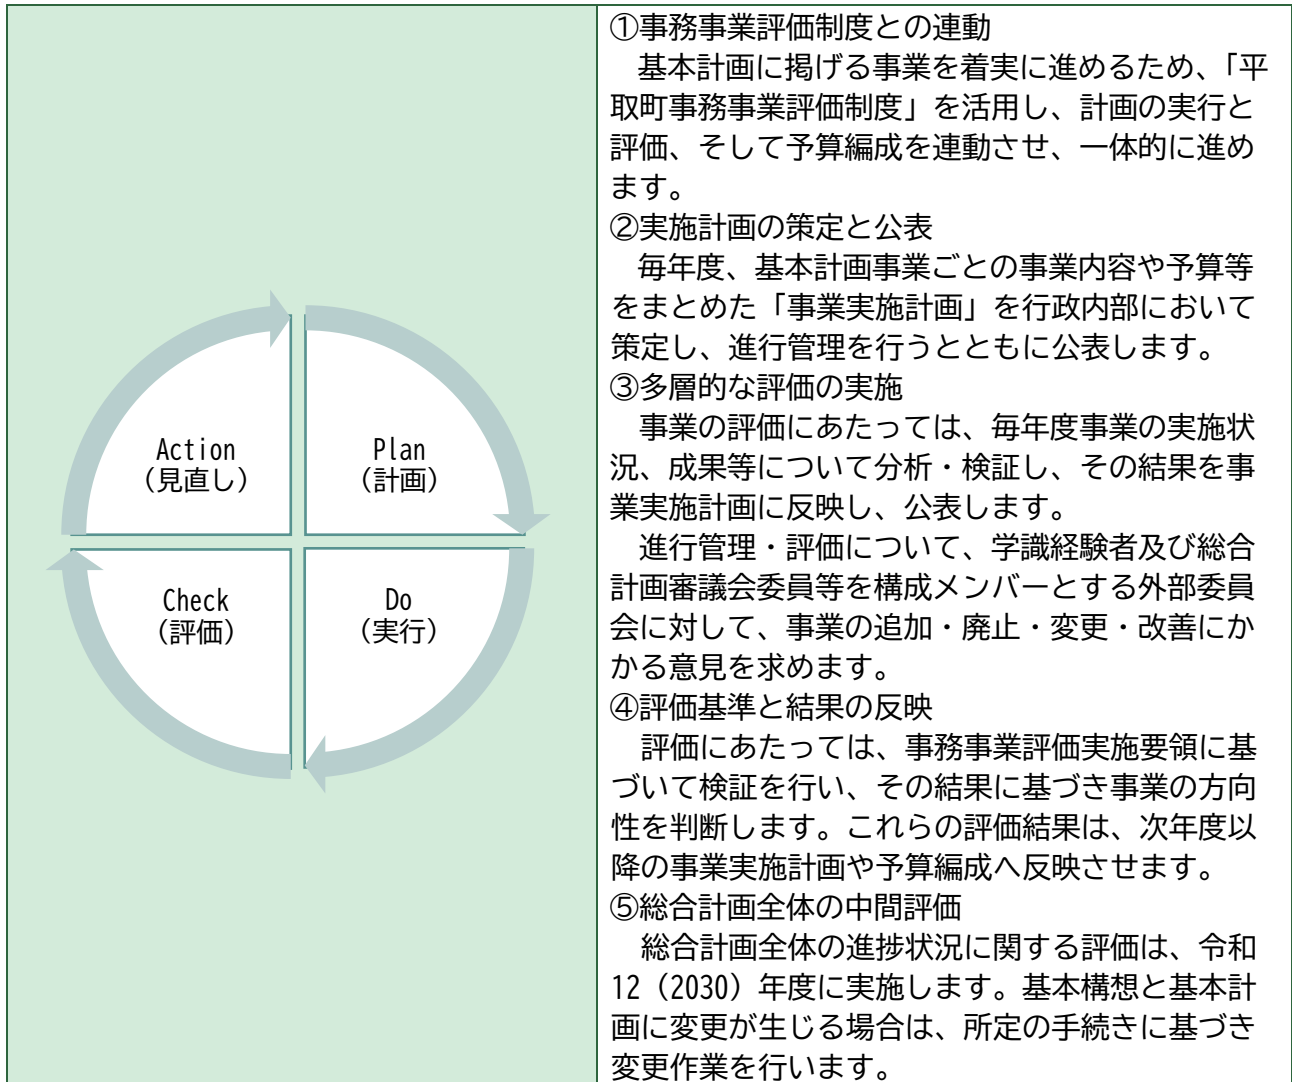 Action
（見直し）
Plan
（計画）
Check
（評価）
Do
（実行）
①事務事業評価制度との連動
　基本計画に掲げる事業を着実に進めるため、「平
取町事務事業評価制度」を活用し、計画の実行と
評価、そして予算編成を連動させ、一体的に進め
ます。
②実施計画の策定と公表
　毎年度、基本計画事業ごとの事業内容や予算等
をまとめた「事業実施計画」を行政内部において
策定し、進行管理を行うとともに公表します。
③多層的な評価の実施
　事業の評価にあたっては、毎年度事業の実施状
況、成果等について分析・検証し、その結果を事
業実施計画に反映し、公表します。
　進行管理・評価について、学識経験者及び総合
計画審議会委員等を構成メンバーとする外部委員
会に対して、事業の追加・廃止・変更・改善にか
かる意見を求めます。
④評価基準と結果の反映
　評価にあたっては、事務事業評価実施要領に基
づいて検証を行い、その結果に基づき事業の方向
性を判断します。これらの評価結果は、次年度以
降の事業実施計画や予算編成へ反映させます。
⑤総合計画全体の中間評価
　総合計画全体の進捗状況に関する評価は、令和
12（2030）年度に実施します。基本構想と基本計
画に変更が生じる場合は、所定の手続きに基づき
変更作業を行います。